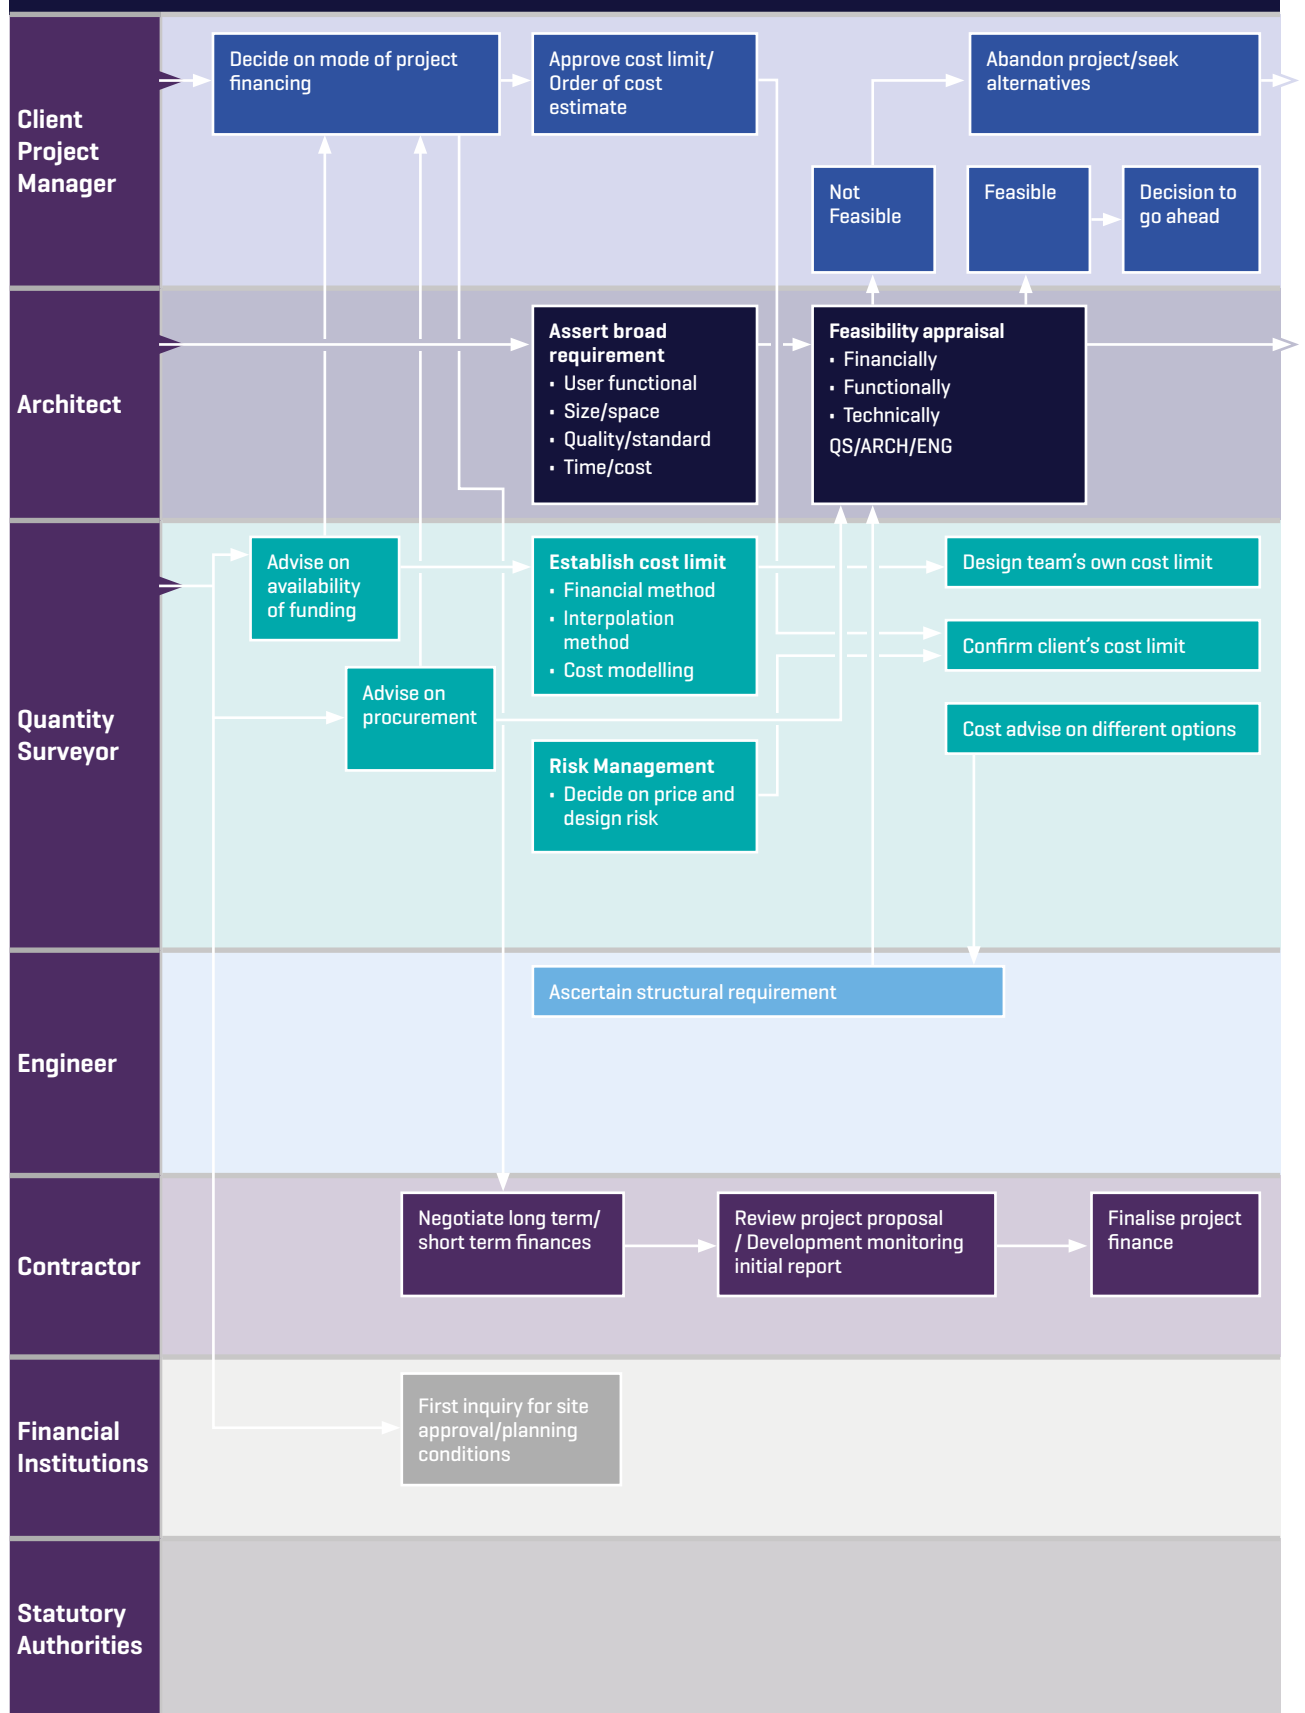 Client
Project
Manager
Decide on mode of project
financing
Approve cost limit/
Order of cost
estimate
Abandon project/seek
alternatives
Not
Feasible
Feasible
Decision to
go ahead
Architect
Assert broad
requirement
• User functional
• Size/space
• Quality/standard
• Time/cost
Feasibility appraisal
• Financially
• Functionally
• Technically
QS/ARCH/ENG
Quantity
Surveyor
Advise on
availability
of funding
Advise on
procurement
Establish cost limit
• Financial method
• Interpolation
method
• Cost modelling
Risk Management
• Decide on price and
design risk
Design team's own cost limit
Confirm client's cost limit
Cost advise on different options
Engineer
Ascertain structural requirement
Contractor
Negotiate long term/
short term finances
Review project proposal
/ Development monitoring
initial report
Finalise project
finance
Financial
Institutions
First inquiry for site
approval/planning
conditions
Statutory
Authorities